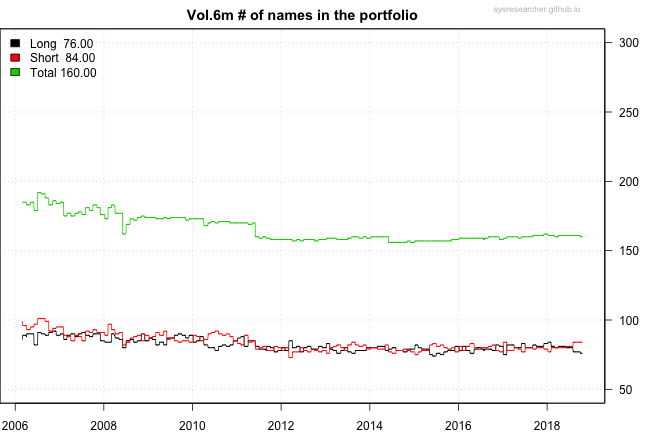 Vol.6m # of names in the portfolio
sysresearcher.github.io
Long 76.00
Short 84.00
Total 160.00
300
250
200
150
100
50
2006 2008 2010 2012 2014 2016 2018